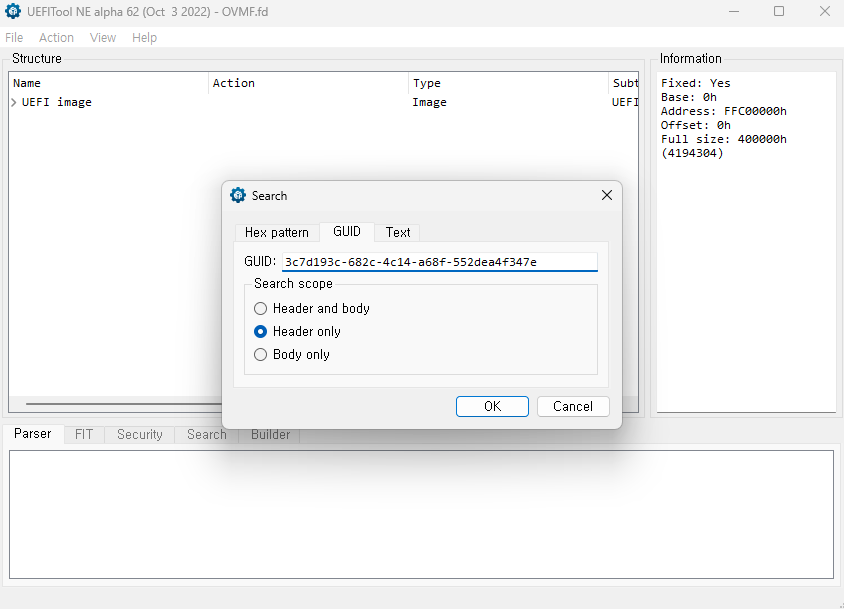 UEFITool NE alpha 62 (Oct  3 2022) - OVMF.fd
File Action View Help
Structure
Name Action Type Subt
UEFI image Image UEFI
Information
Fixed: Yes
Base: 0h
Address: FFC00000h
Offset: 0h
Full size: 400000h
(4194304)
Search
Hex pattern GUID Text
GUID: 3c7d193c-682c-4c14-a68f-552dea4f347e
Search scope
Header and body
Header only
Body only
OK Cancel
Parser FIT Security Search Builder